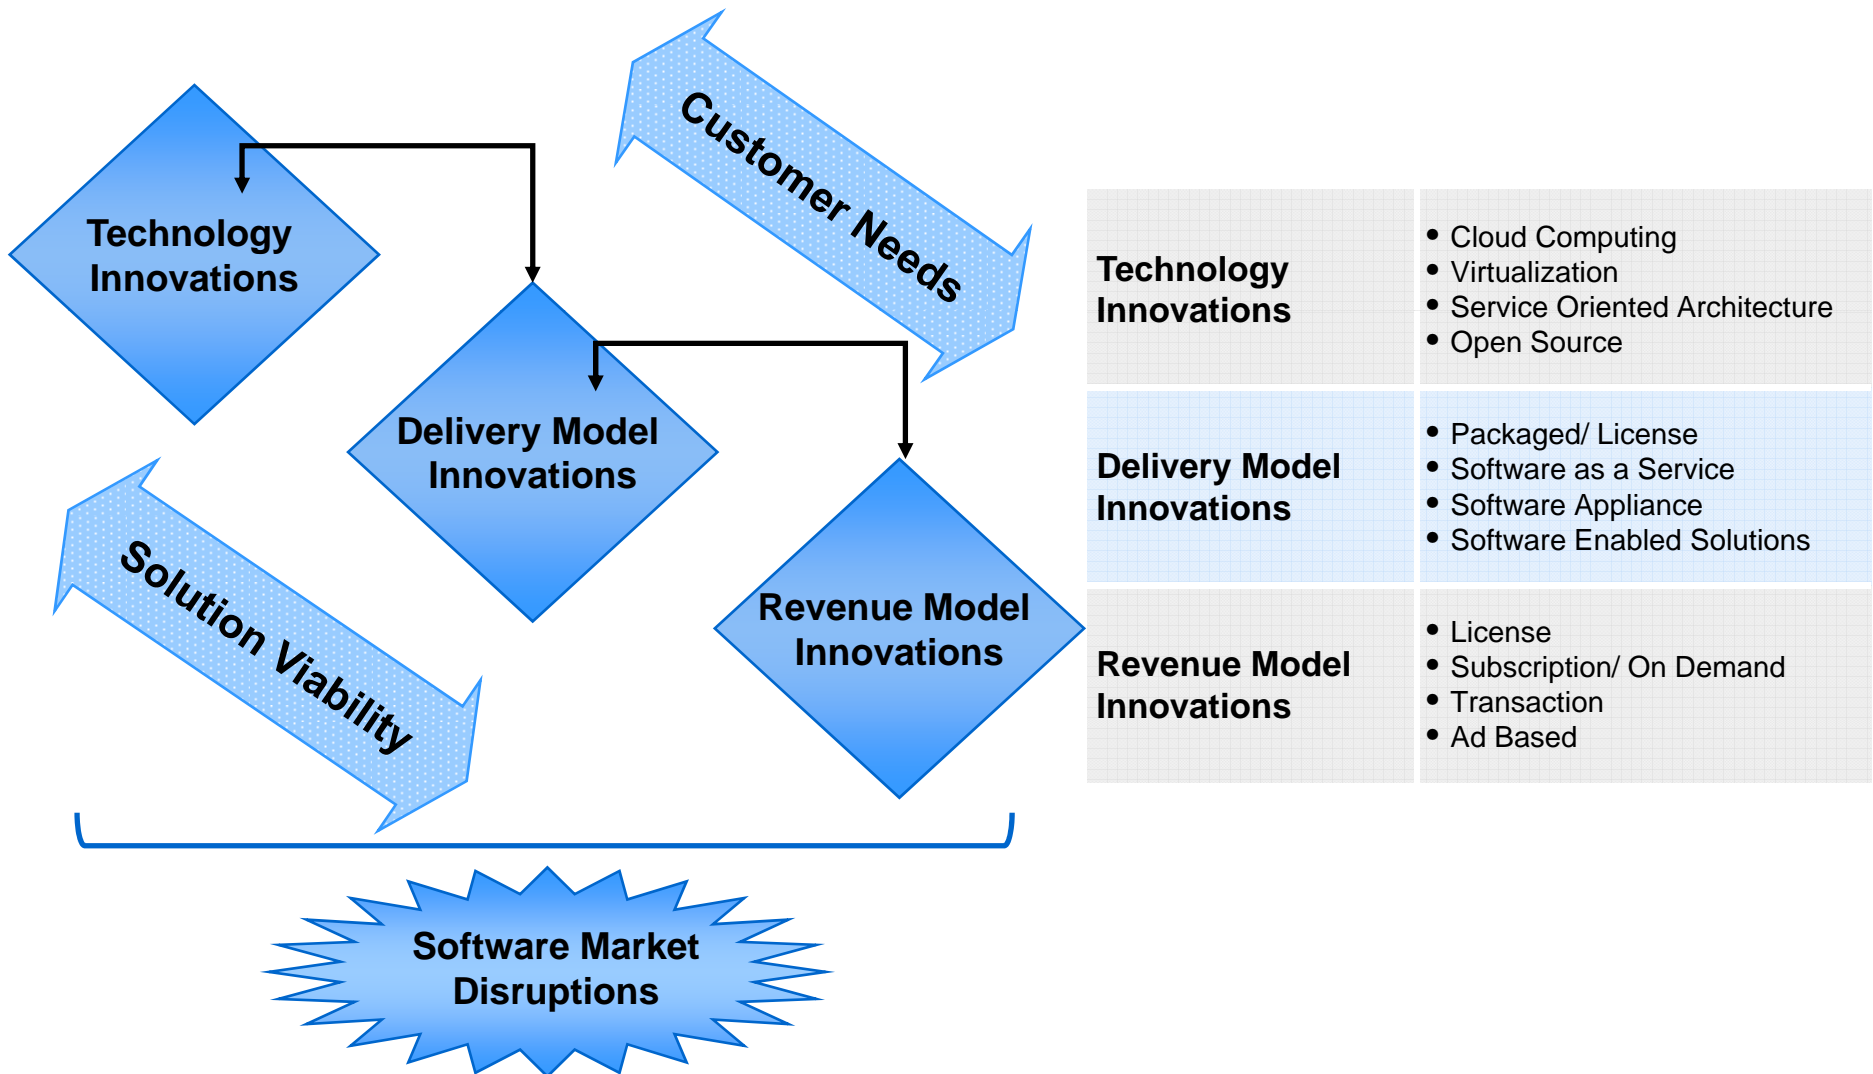 Customer Needs
Technology
Innovations
Delivery Model
Innovations
Revenue Model
Innovations
Solution Viability
Software Market
Disruptions
Technology
Innovations
• Cloud Computing
• Virtualization
• Service Oriented Architecture
• Open Source
Delivery Model
Innovations
• Packaged/ License
• Software as a Service
• Software Appliance
• Software Enabled Solutions
Revenue Model
Innovations
• License
• Subscription/ On Demand
• Transaction
• Ad Based